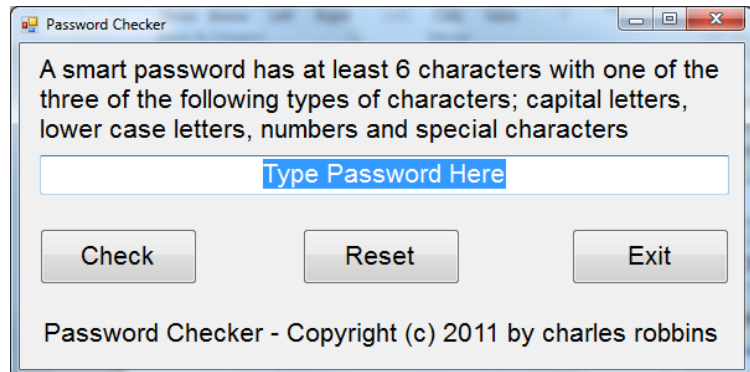 Password Checker
A smart password has at least 6 characters with one of the
three of the following types of characters; capital letters,
lower case letters, numbers and special characters
Type Password Here
Check Reset Exit
Password Checker - Copyright (c) 2011 by charles robbins